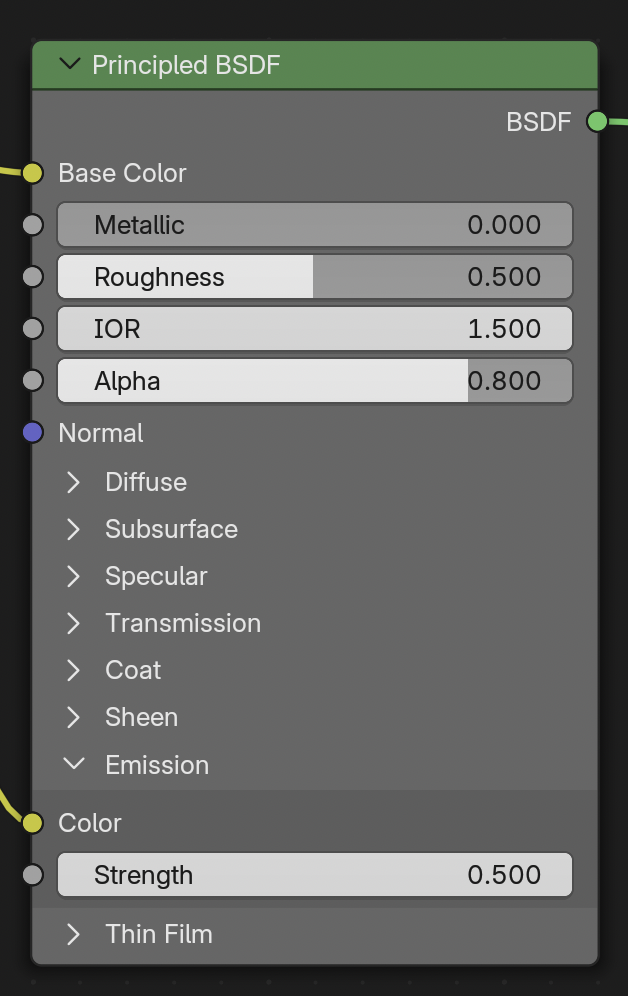 Principled BSDF
BSDF
Base Color
Metallic 0.000
Roughness 0.500
IOR 1.500
Alpha 0.800
Normal
Diffuse
Subsurface
Specular
Transmission
Coat
Sheen
Emission
Color
Strength 0.500
Thin Film